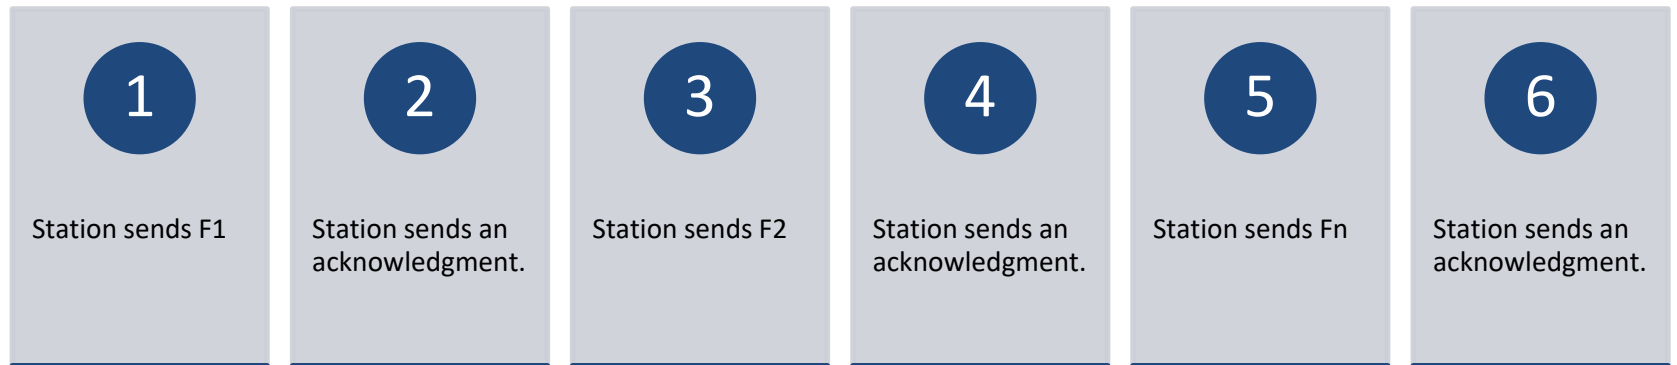 1
Station sends F1
2
Station sends an
acknowledgment.
3
Station sends F2
4
Station sends an
acknowledgment.
5
Station sends Fn
6
Station sends an
acknowledgment.